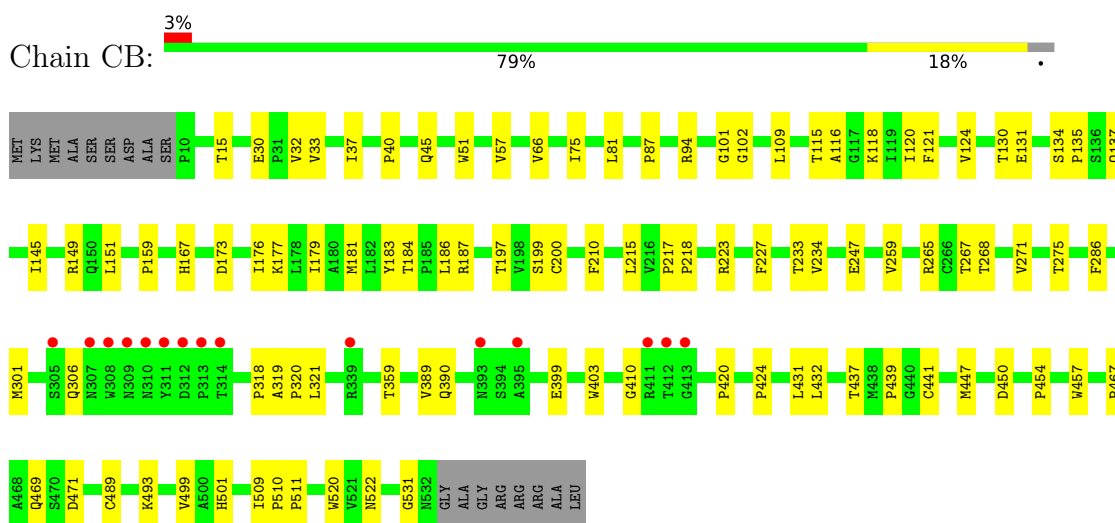 3%
Chain CB:
79% 18% •
MET LYS MET ALA SER SER ASP ALA SER P10 T15 E30 P31 V32 V33 I37 P40 Q45 W51 V57 V66 I75 L81 P87 R94 G101 G102 L109 T115 A116 G117 K118 I119 I120 F121 V124 T130 E131 S134 P135 S136
I145 R149 Q150 L151 P159 H167 D173 I176 K177 L178 I179 A180 M181 L182 Y183 T184 P185 L186 R187 T197 V198 S199 C200 F210 L215 V216 P217 P218 R223 F227 T233 V234 E247 V259 R265 C266 T267 T268 V271 T275 F286
M301 S305 Q306 N307 W308 N309 N310 Y311 D312 P313 T314 P318 A319 P320 L321 R339 T359 V389 Q390 N393 S394 A395 E399 W403 G410 R411 T412 G413 P420 P424 L431 L432 T437 M438 P439 G440 C441 M447 D450 P454 W457
A468 Q469 S470 D471 C489 K493 V499 A500 H501 I509 P510 P511 W520 V521 N522 G531 N532 GLY ALA GLY ARG ARG ARG ALA LEU